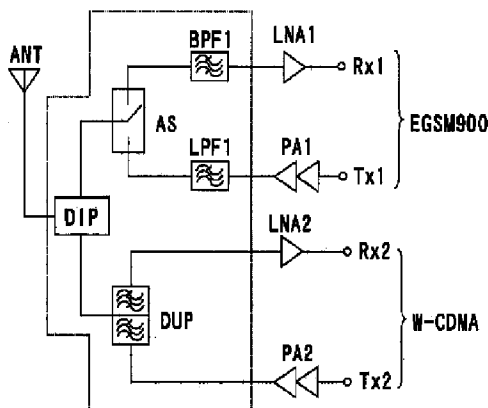 BPF1
LNA1
Rx1
ANT
AS
EGSM900
LPF1
PA1
Tx1
DIP
LNA2
Rx2
DUP
W-CDMA
PA2
Tx2